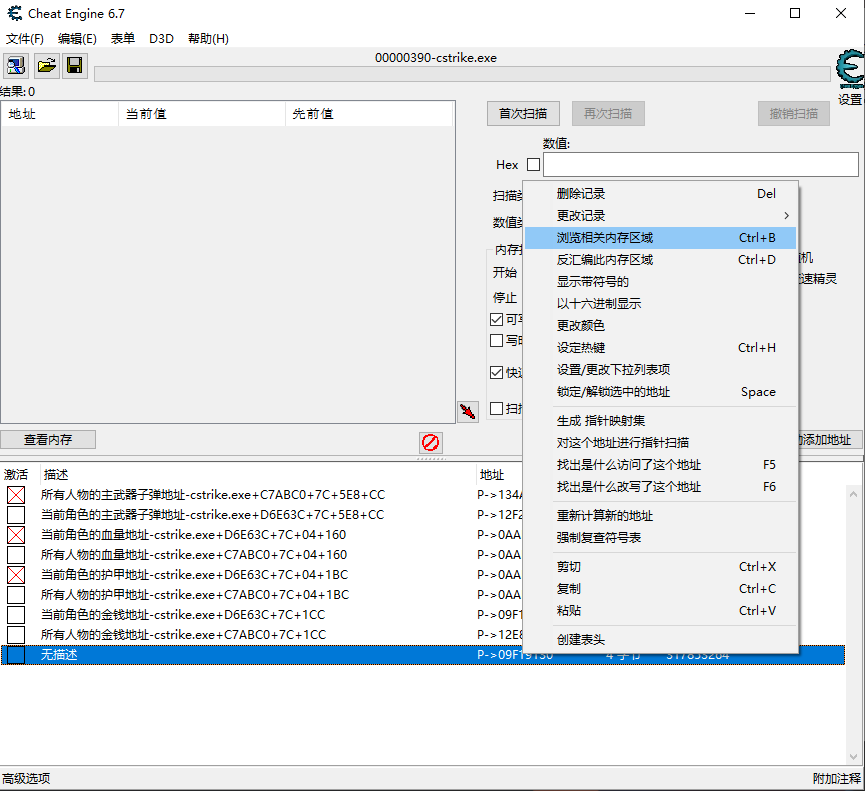 Cheat Engine 6.7
文件(F) 编辑(E) 表单 D3D 帮助(H)
00000390-cstrike.exe
设置
结果: 0
地址 当前值 先前值
首次扫描 再次扫描 撤销扫描
数值:
Hex
扫描
数值类
内存扫
开始
停止
可写
写时
快速
扫描
机
速精灵
删除记录 Del
更改记录
浏览相关内存区域 Ctrl+B
反汇编此内存区域 Ctrl+D
显示带符号的
以十六进制显示
更改颜色
设定热键 Ctrl+H
设置/更改下拉列表项
锁定/解锁选中的地址 Space
生成 指针映射集
对这个地址进行指针扫描
找出是什么访问了这个地址 F5
找出是什么改写了这个地址 F6
重新计算新的地址
强制复查符号表
剪切 Ctrl+X
复制 Ctrl+C
粘贴 Ctrl+V
创建表头
查看内存 添加地址
激活 描述 地址
所有人物的主武器子弹地址-cstrike.exe+C7ABC0+7C+5E8+CC P->134A
当前角色的主武器子弹地址-cstrike.exe+D6E63C+7C+5E8+CC P->12F2
当前角色的血量地址-cstrike.exe+D6E63C+7C+04+160 P->0AA
所有人物的血量地址-cstrike.exe+C7ABC0+7C+04+160 P->0AA
当前角色的护甲地址-cstrike.exe+D6E63C+7C+04+1BC P->0AA
所有人物的护甲地址-cstrike.exe+C7ABC0+7C+04+1BC P->0AA
当前角色的金钱地址-cstrike.exe+D6E63C+7C+1CC P->09F1
所有人物的金钱地址-cstrike.exe+C7ABC0+7C+1CC P->12E8
无描述 P->09F19130 4 字节 317853264
高级选项 附加注释